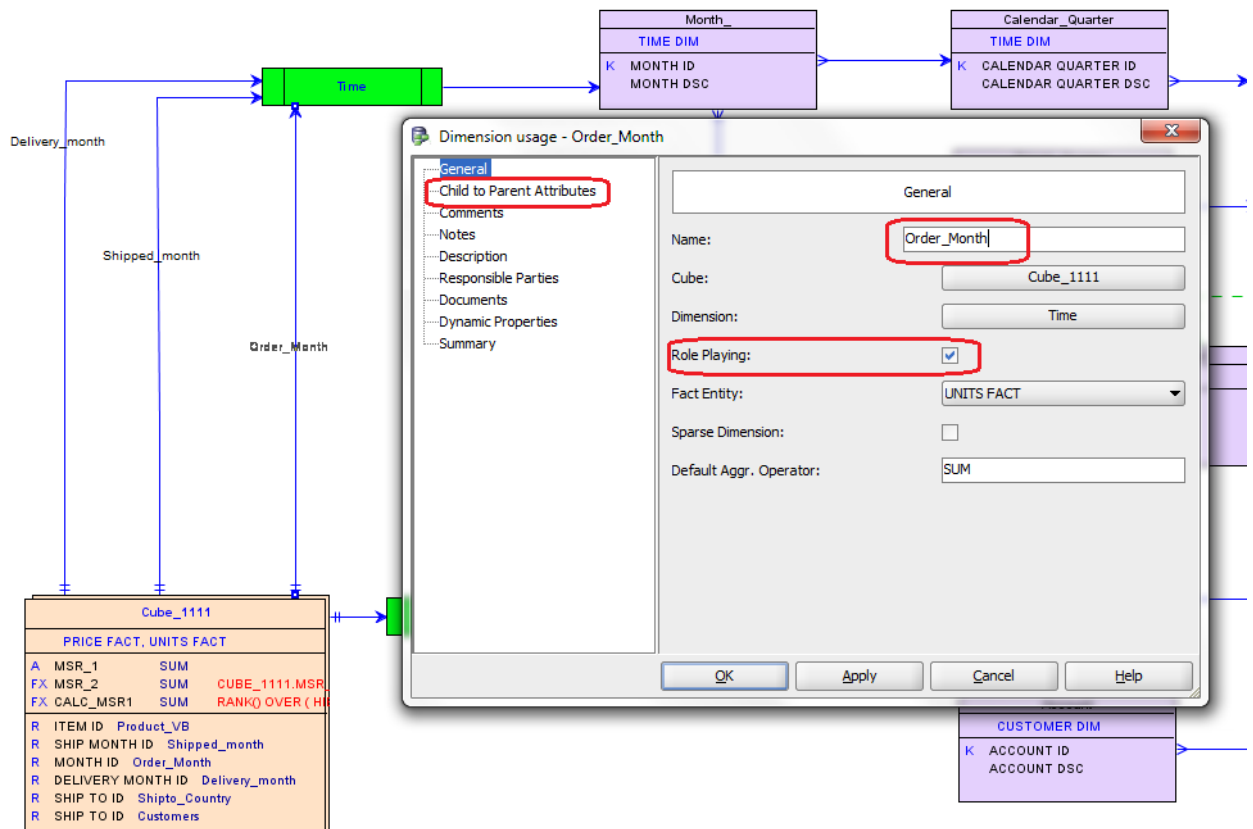 Month_
TIME DIM
K MONTH ID
MONTH DSC
Calendar_Quarter
TIME DIM
K CALENDAR QUARTER ID
CALENDAR QUARTER DSC
Time
Delivery_month
Shipped_month
Order_Month
Dimension usage - Order_Month
General
Child to Parent Attributes
Comments
Notes
Description
Responsible Parties
Documents
Dynamic Properties
Summary
General
Name: Order_Month
Cube: Cube_1111
Dimension: Time
Role Playing:
Fact Entity: UNITS FACT
Sparse Dimension:
Default Aggr. Operator: SUM
OK Apply Cancel Help
Cube_1111
PRICE FACT, UNITS FACT
A MSR_1 SUM
FX MSR_2 SUM CUBE_1111.MSR_
FX CALC_MSR1 SUM RANK() OVER ( HI
R ITEM ID Product_VB
R SHIP MONTH ID Shipped_month
R MONTH ID Order_Month
R DELIVERY MONTH ID Delivery_month
R SHIP TO ID Shipto_Country
R SHIP TO ID Customers
CUSTOMER DIM
K ACCOUNT ID
ACCOUNT DSC